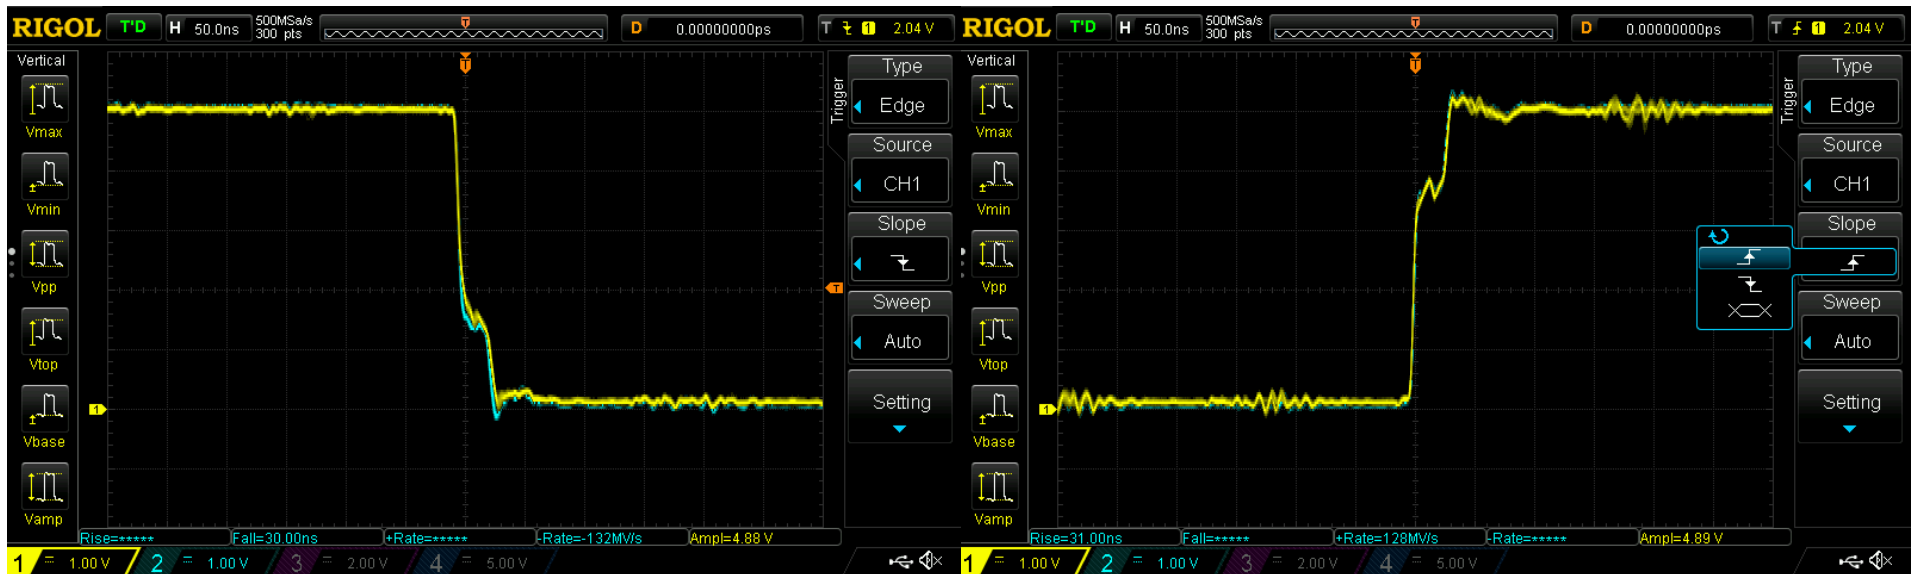 RIGOL T'D H 50.0ns 500MSa/s 300 pts D 0.00000000ps T 1 2.04 V
Vertical
Vmax
Vmin
Vpp
Vtop
Vbase
Vamp
T
T
1
Trigger
Type
Edge
Source
CH1
Slope
Sweep
Auto
Setting
Rise=***** Fall=30.00ns +Rate=***** -Rate=-132MV/s Ampl=4.88 V
1 = 1.00 V 2 = 1.00 V 3 = 2.00 V 4 = 5.00 V
RIGOL T'D H 50.0ns 500MSa/s 300 pts D 0.00000000ps T 1 2.04 V
Vertical
Vmax
Vmin
Vpp
Vtop
Vbase
Vamp
T
1
Trigger
Type
Edge
Source
CH1
Slope
Sweep
Auto
Setting
Rise=31.00ns Fall=***** +Rate=128MV/s -Rate=***** Ampl=4.89 V
1 = 1.00 V 2 = 1.00 V 3 = 2.00 V 4 = 5.00 V